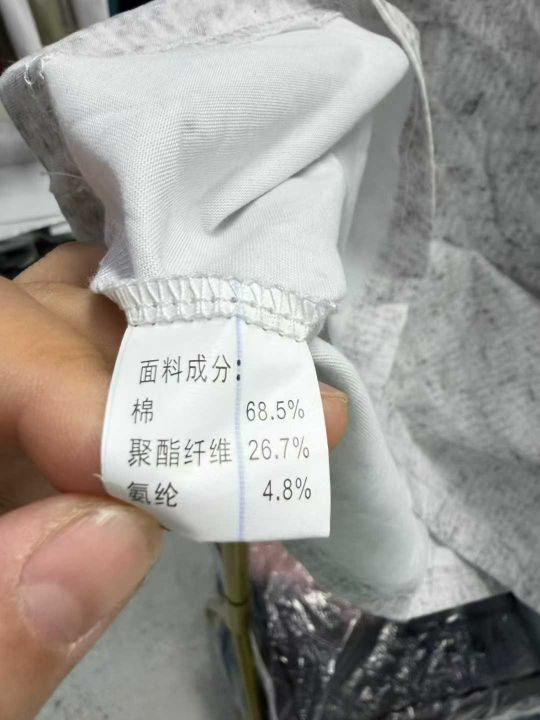 面料成分:
棉 68.5%
聚酯纤维 26.7%
氨纶 4.8%